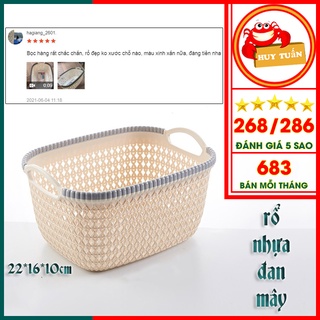 hagiang_2601
Bọc hàng rất chắc chắn, rổ đẹp ko xước chỗ nào, màu xinh xắn nữa, đáng tiền nha
0:09
2021-06-04 11:18
HUY TUẤN
268/286
ĐÁNH GIÁ 5 SAO
683
BÁN MỖI THÁNG
rổ
nhựa
đan
mây
22*16*10cm